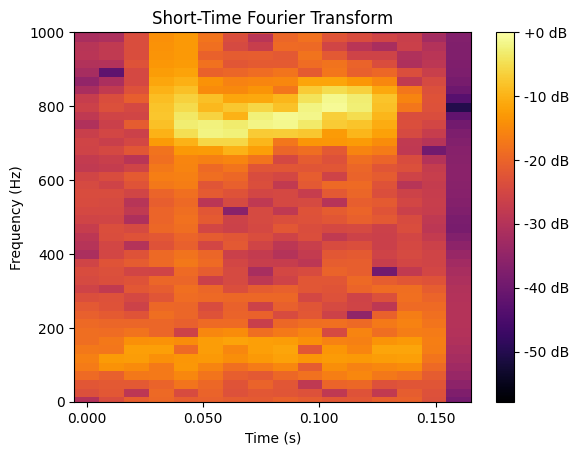 Short-Time Fourier Transform
Frequency (Hz)
1000
800
600
400
200
0
0.000
0.050
0.100
0.150
Time (s)
+0 dB
-10 dB
-20 dB
-30 dB
-40 dB
-50 dB